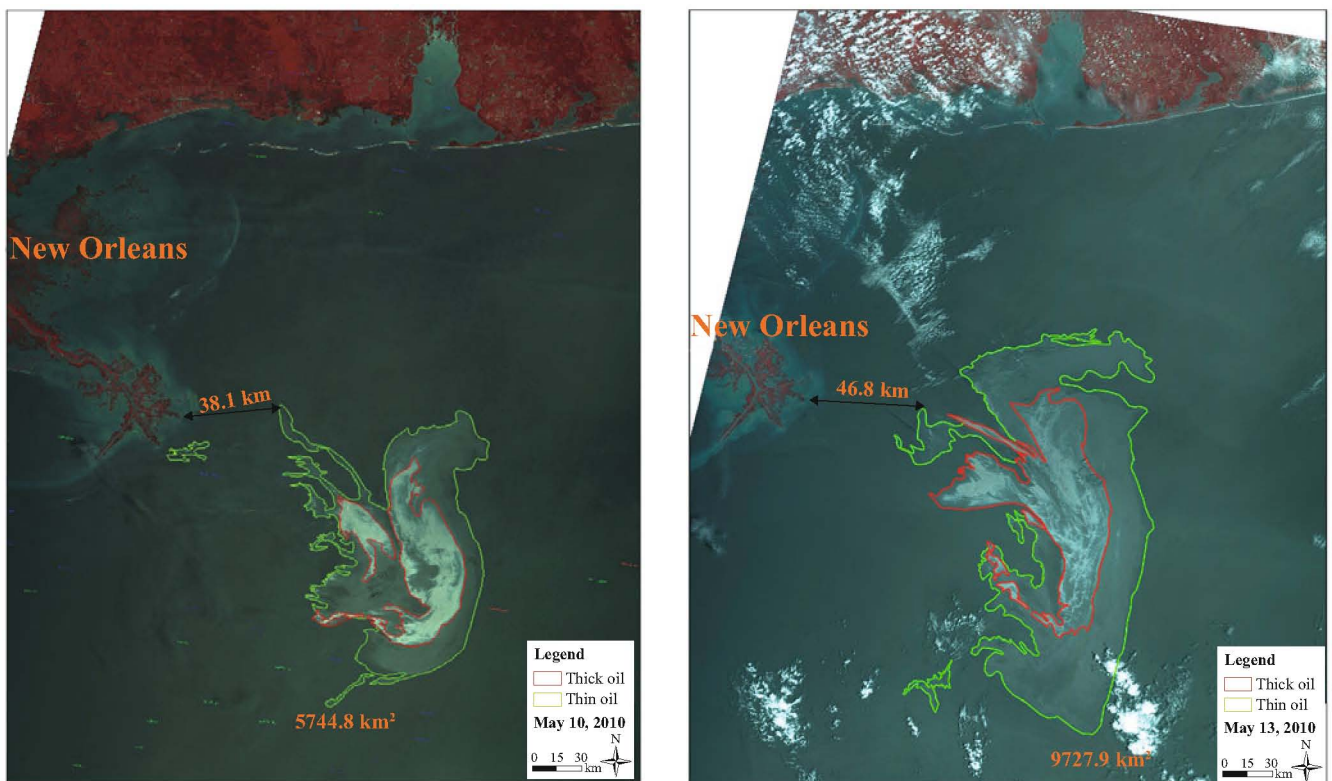 New Orleans
38.1 km
5744.8 km²
Legend
Thick oil
Thin oil
May 10, 2010
N
0 15 30
km
New Orleans
46.8 km
9727.9 km²
Legend
Thick oil
Thin oil
May 13, 2010
N
0 15 30
km